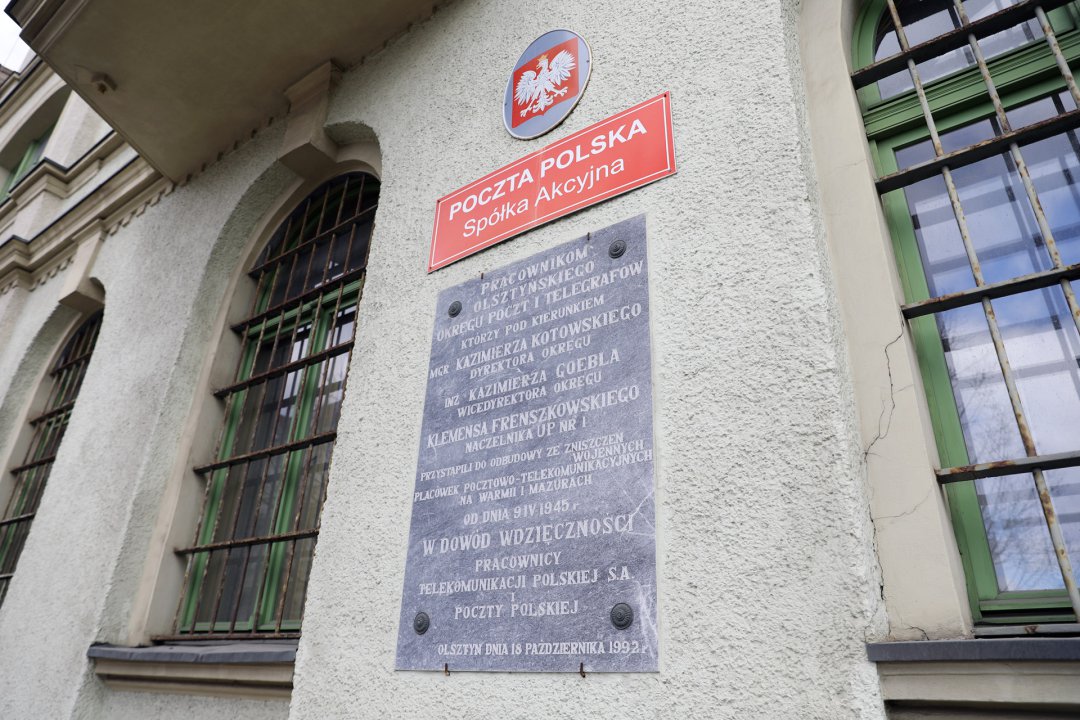 POCZTA POLSKA
Spółka Akcyjna
PRACOWNIKOM
OLSZTYŃSKIEGO
OKRĘGU POCZT I TELEGRAFÓW
KTÓRZY POD KIERUNKIEM
MGR KAZIMIERZA KOTOWSKIEGO
DYREKTORA OKRĘGU
INŻ KAZIMIERZA GOEBLA
WICEDYREKTORA OKRĘGU
KLEMENSA FRENSZKOWSKIEGO
NACZELNIKA UP NR 1
PRZYSTĄPILI DO ODBUDOWY ZE ZNISZCZEŃ
WOJENNYCH
PLACÓWEK POCZTOWO-TELEKOMUNIKACYJNYCH
NA WARMII I MAZURACH
OD DNIA 9 IV 1945 r
W DOWÓD WDZIĘCZNOŚCI
PRACOWNICY
TELEKOMUNIKACJI POLSKIEJ S.A.
I
POCZTY POLSKIEJ
OLSZTYN DNIA 18 PAŹDZIERNIKA 1992 r